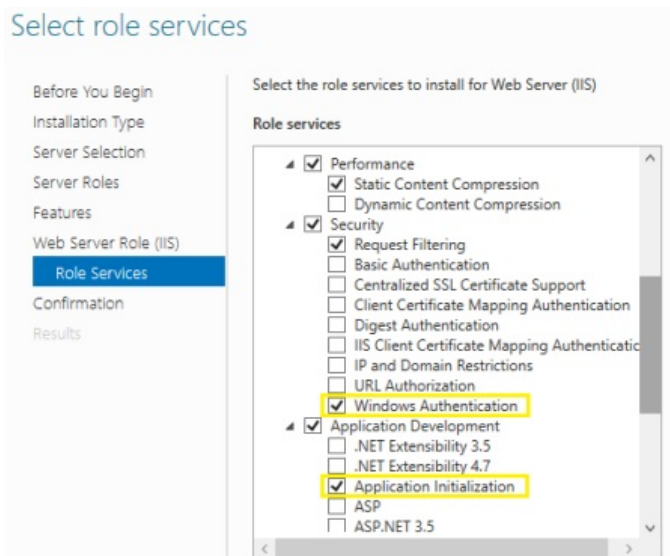 Select role services
Before You Begin
Installation Type
Server Selection
Server Roles
Features
Web Server Role (IIS)
Role Services
Confirmation
Results
Select the role services to install for Web Server (IIS)
Role services
Performance
Static Content Compression
Dynamic Content Compression
Security
Request Filtering
Basic Authentication
Centralized SSL Certificate Support
Client Certificate Mapping Authentication
Digest Authentication
IIS Client Certificate Mapping Authenticatic
IP and Domain Restrictions
URL Authorization
Windows Authentication
Application Development
.NET Extensibility 3.5
.NET Extensibility 4.7
Application Initialization
ASP
ASP.NET 3.5